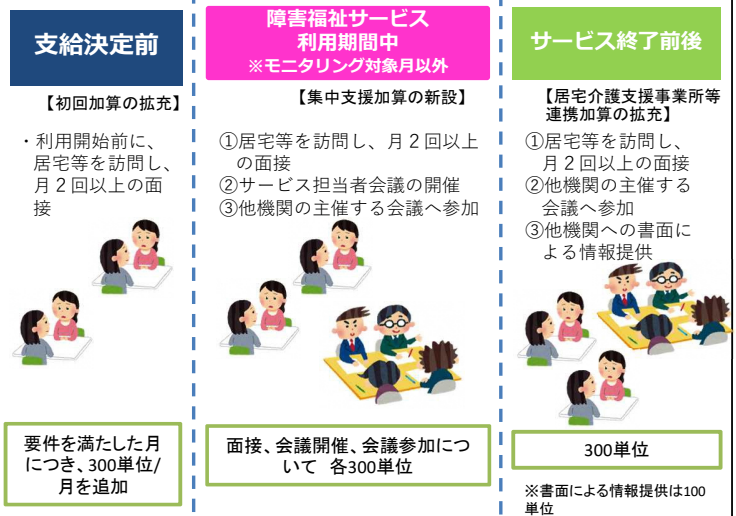 支給決定前
【初回加算の拡充】
・利用開始前に、
居宅等を訪問し、
月２回以上の面
接
要件を満たした月
につき、300単位/
月を追加
障害福祉サービス
利用期間中
※モニタリング対象月以外
【集中支援加算の新設】
①居宅等を訪問し、月２回以上
の面接
②サービス担当者会議の開催
③他機関の主催する会議へ参加
面接、会議開催、会議参加につ
いて　各300単位
サービス終了前後
【居宅介護支援事業所等
連携加算の拡充】
①居宅等を訪問し、
月２回以上の面接
②他機関の主催する
会議へ参加
③他機関への書面に
よる情報提供
300単位
※書面による情報提供は100
単位